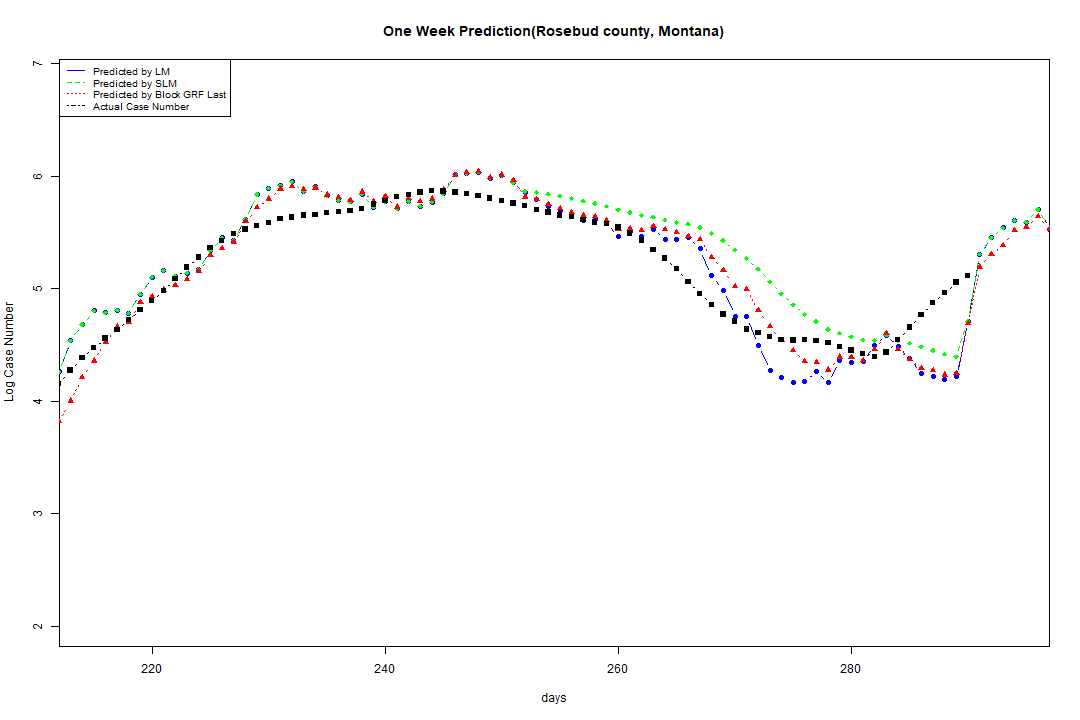 One Week Prediction(Rosebud county, Montana)
Predicted by LM
Predicted by SLM
Predicted by Block GRF Last
Actual Case Number
7
6
5
4
3
2
Log Case Number
220 240 260 280
days